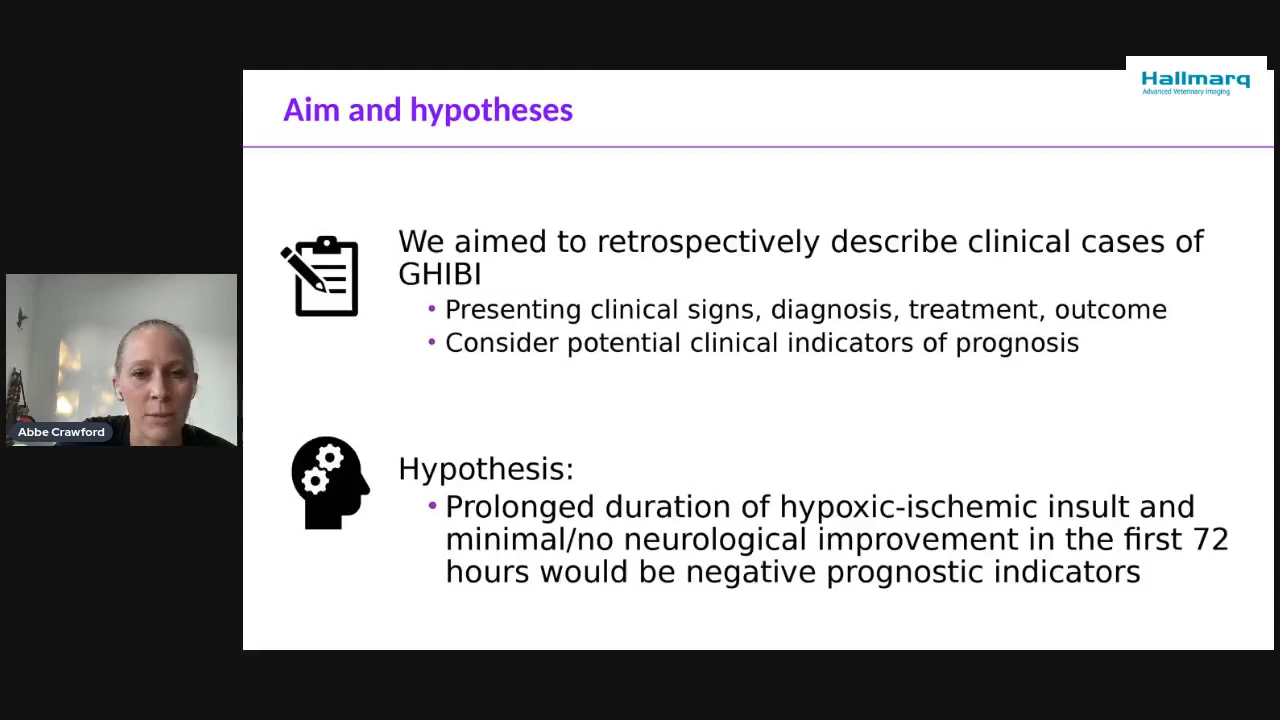 Hallmarq
Advanced Veterinary Imaging
Aim and hypotheses
We aimed to retrospectively describe clinical cases of
GHIBI
• Presenting clinical signs, diagnosis, treatment, outcome
• Consider potential clinical indicators of prognosis
Abbe Crawford
Hypothesis:
• Prolonged duration of hypoxic-ischemic insult and
minimal/no neurological improvement in the first 72
hours would be negative prognostic indicators